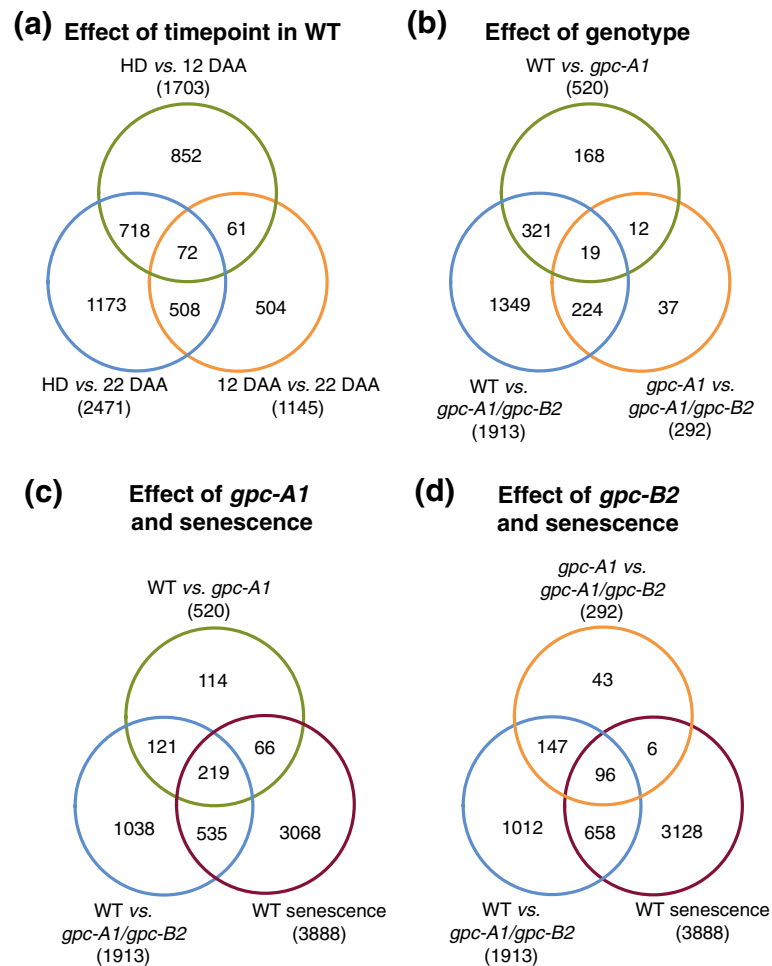 (a) Effect of timepoint in WT
HD vs. 12 DAA
(1703)
852
718
61
72
1173
508
504
HD vs. 22 DAA
(2471)
12 DAA vs. 22 DAA
(1145)
(b) Effect of genotype
WT vs. gpc-A1
(520)
168
321
12
19
1349
224
37
WT vs.
gpc-A1/gpc-B2
(1913)
gpc-A1 vs.
gpc-A1/gpc-B2
(292)
(c) Effect of gpc-A1
and senescence
WT vs. gpc-A1
(520)
114
121
66
219
1038
535
3068
WT vs.
gpc-A1/gpc-B2
(1913)
WT senescence
(3888)
(d) Effect of gpc-B2
and senescence
gpc-A1 vs.
gpc-A1/gpc-B2
(292)
43
147
6
96
1012
658
3128
WT vs.
gpc-A1/gpc-B2
(1913)
WT senescence
(3888)